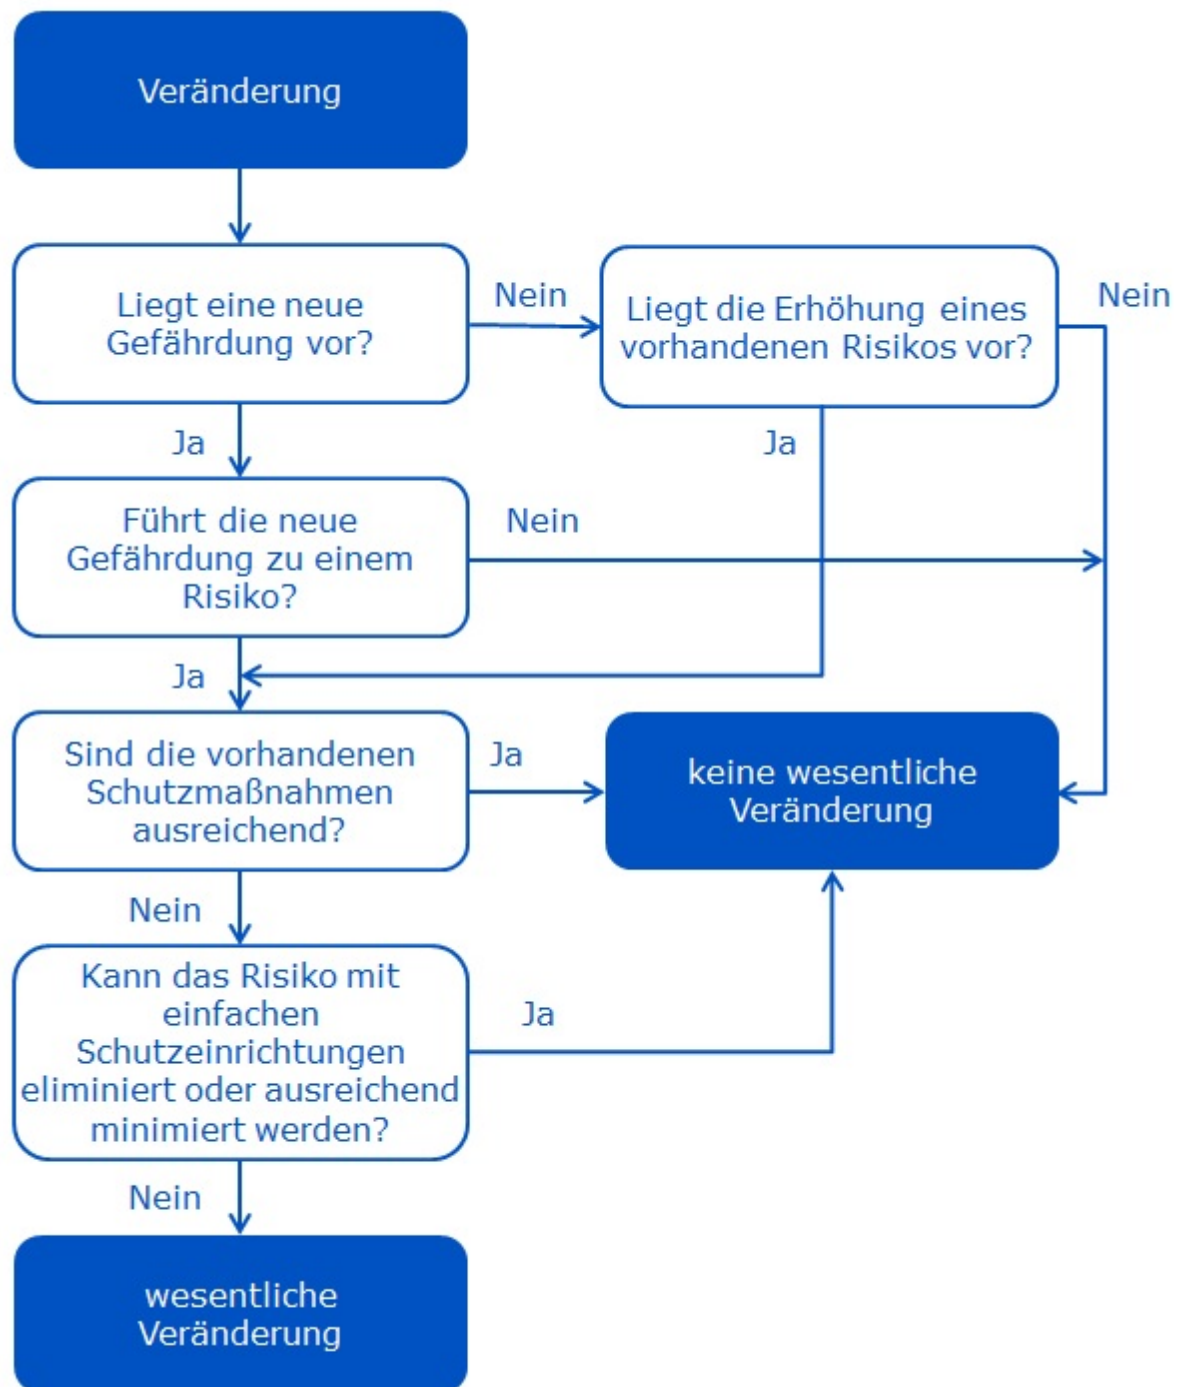 Veränderung
Liegt eine neue
Gefährdung vor?
Nein
Liegt die Erhöhung eines
vorhandenen Risikos vor?
Nein
Ja
Ja
Führt die neue
Gefährdung zu einem
Risiko?
Nein
Ja
Sind die vorhandenen
Schutzmaßnahmen
ausreichend?
Ja
keine wesentliche
Veränderung
Nein
Kann das Risiko mit
einfachen
Schutzeinrichtungen
eliminiert oder ausreichend
minimiert werden?
Ja
Nein
wesentliche
Veränderung